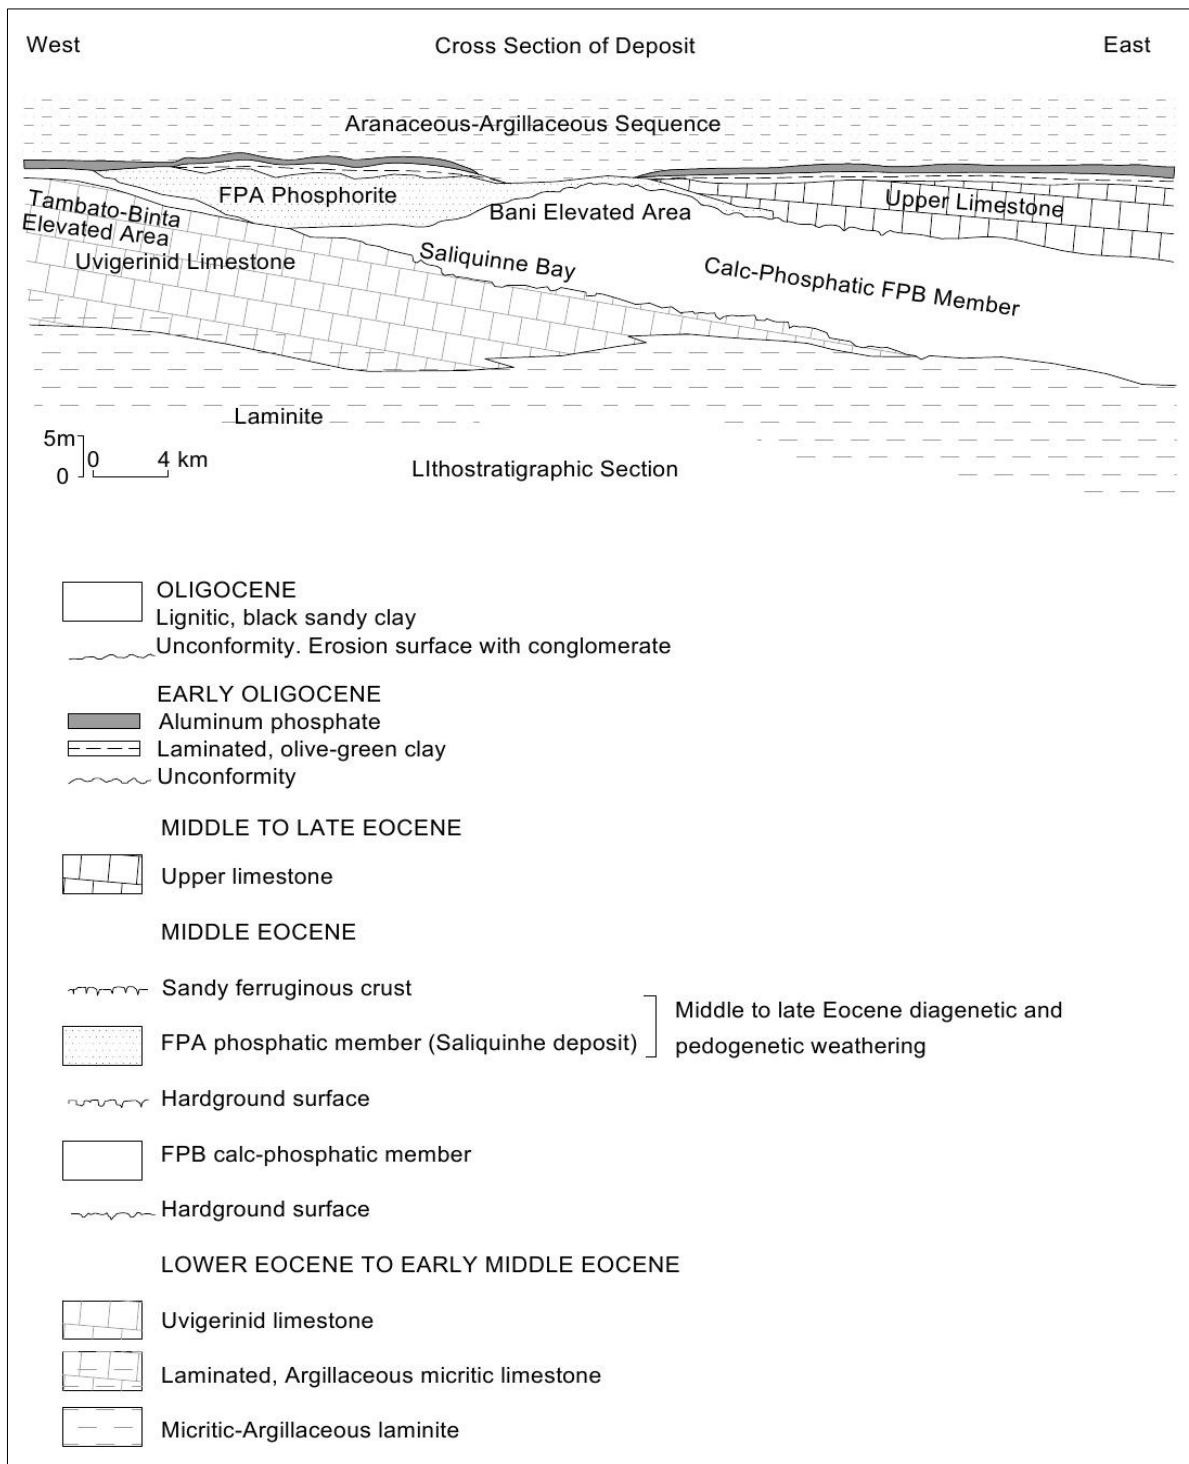 West
Cross Section of Deposit
East
Aranaceous-Argillaceous Sequence
FPA Phosphorite
Tambato-Binta
Elevated Area
Bani Elevated Area
Upper Limestone
Uvigerinid Limestone
Saliquinne Bay
Calc-Phosphatic FPB Member
Laminite
5m
0
0 4 km
LIthostratigraphic Section
OLIGOCENE
Lignitic, black sandy clay
Unconformity. Erosion surface with conglomerate
EARLY OLIGOCENE
Aluminum phosphate
Laminated, olive-green clay
Unconformity
MIDDLE TO LATE EOCENE
Upper limestone
MIDDLE EOCENE
Sandy ferruginous crust
FPA phosphatic member (Saliquinhe deposit)
Middle to late Eocene diagenetic and
pedogenetic weathering
Hardground surface
FPB calc-phosphatic member
Hardground surface
LOWER EOCENE TO EARLY MIDDLE EOCENE
Uvigerinid limestone
Laminated, Argillaceous micritic limestone
Micritic-Argillaceous laminite